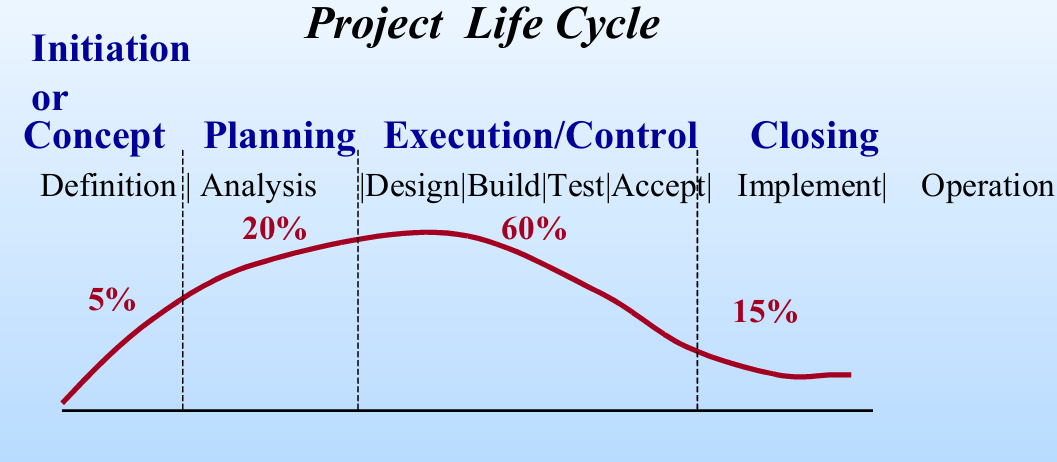 Project Life Cycle
Initiation
or
Concept Planning Execution/Control Closing
Definition | Analysis |Design|Build|Test|Accept| Implement| Operation
20% 60%
5% 15%